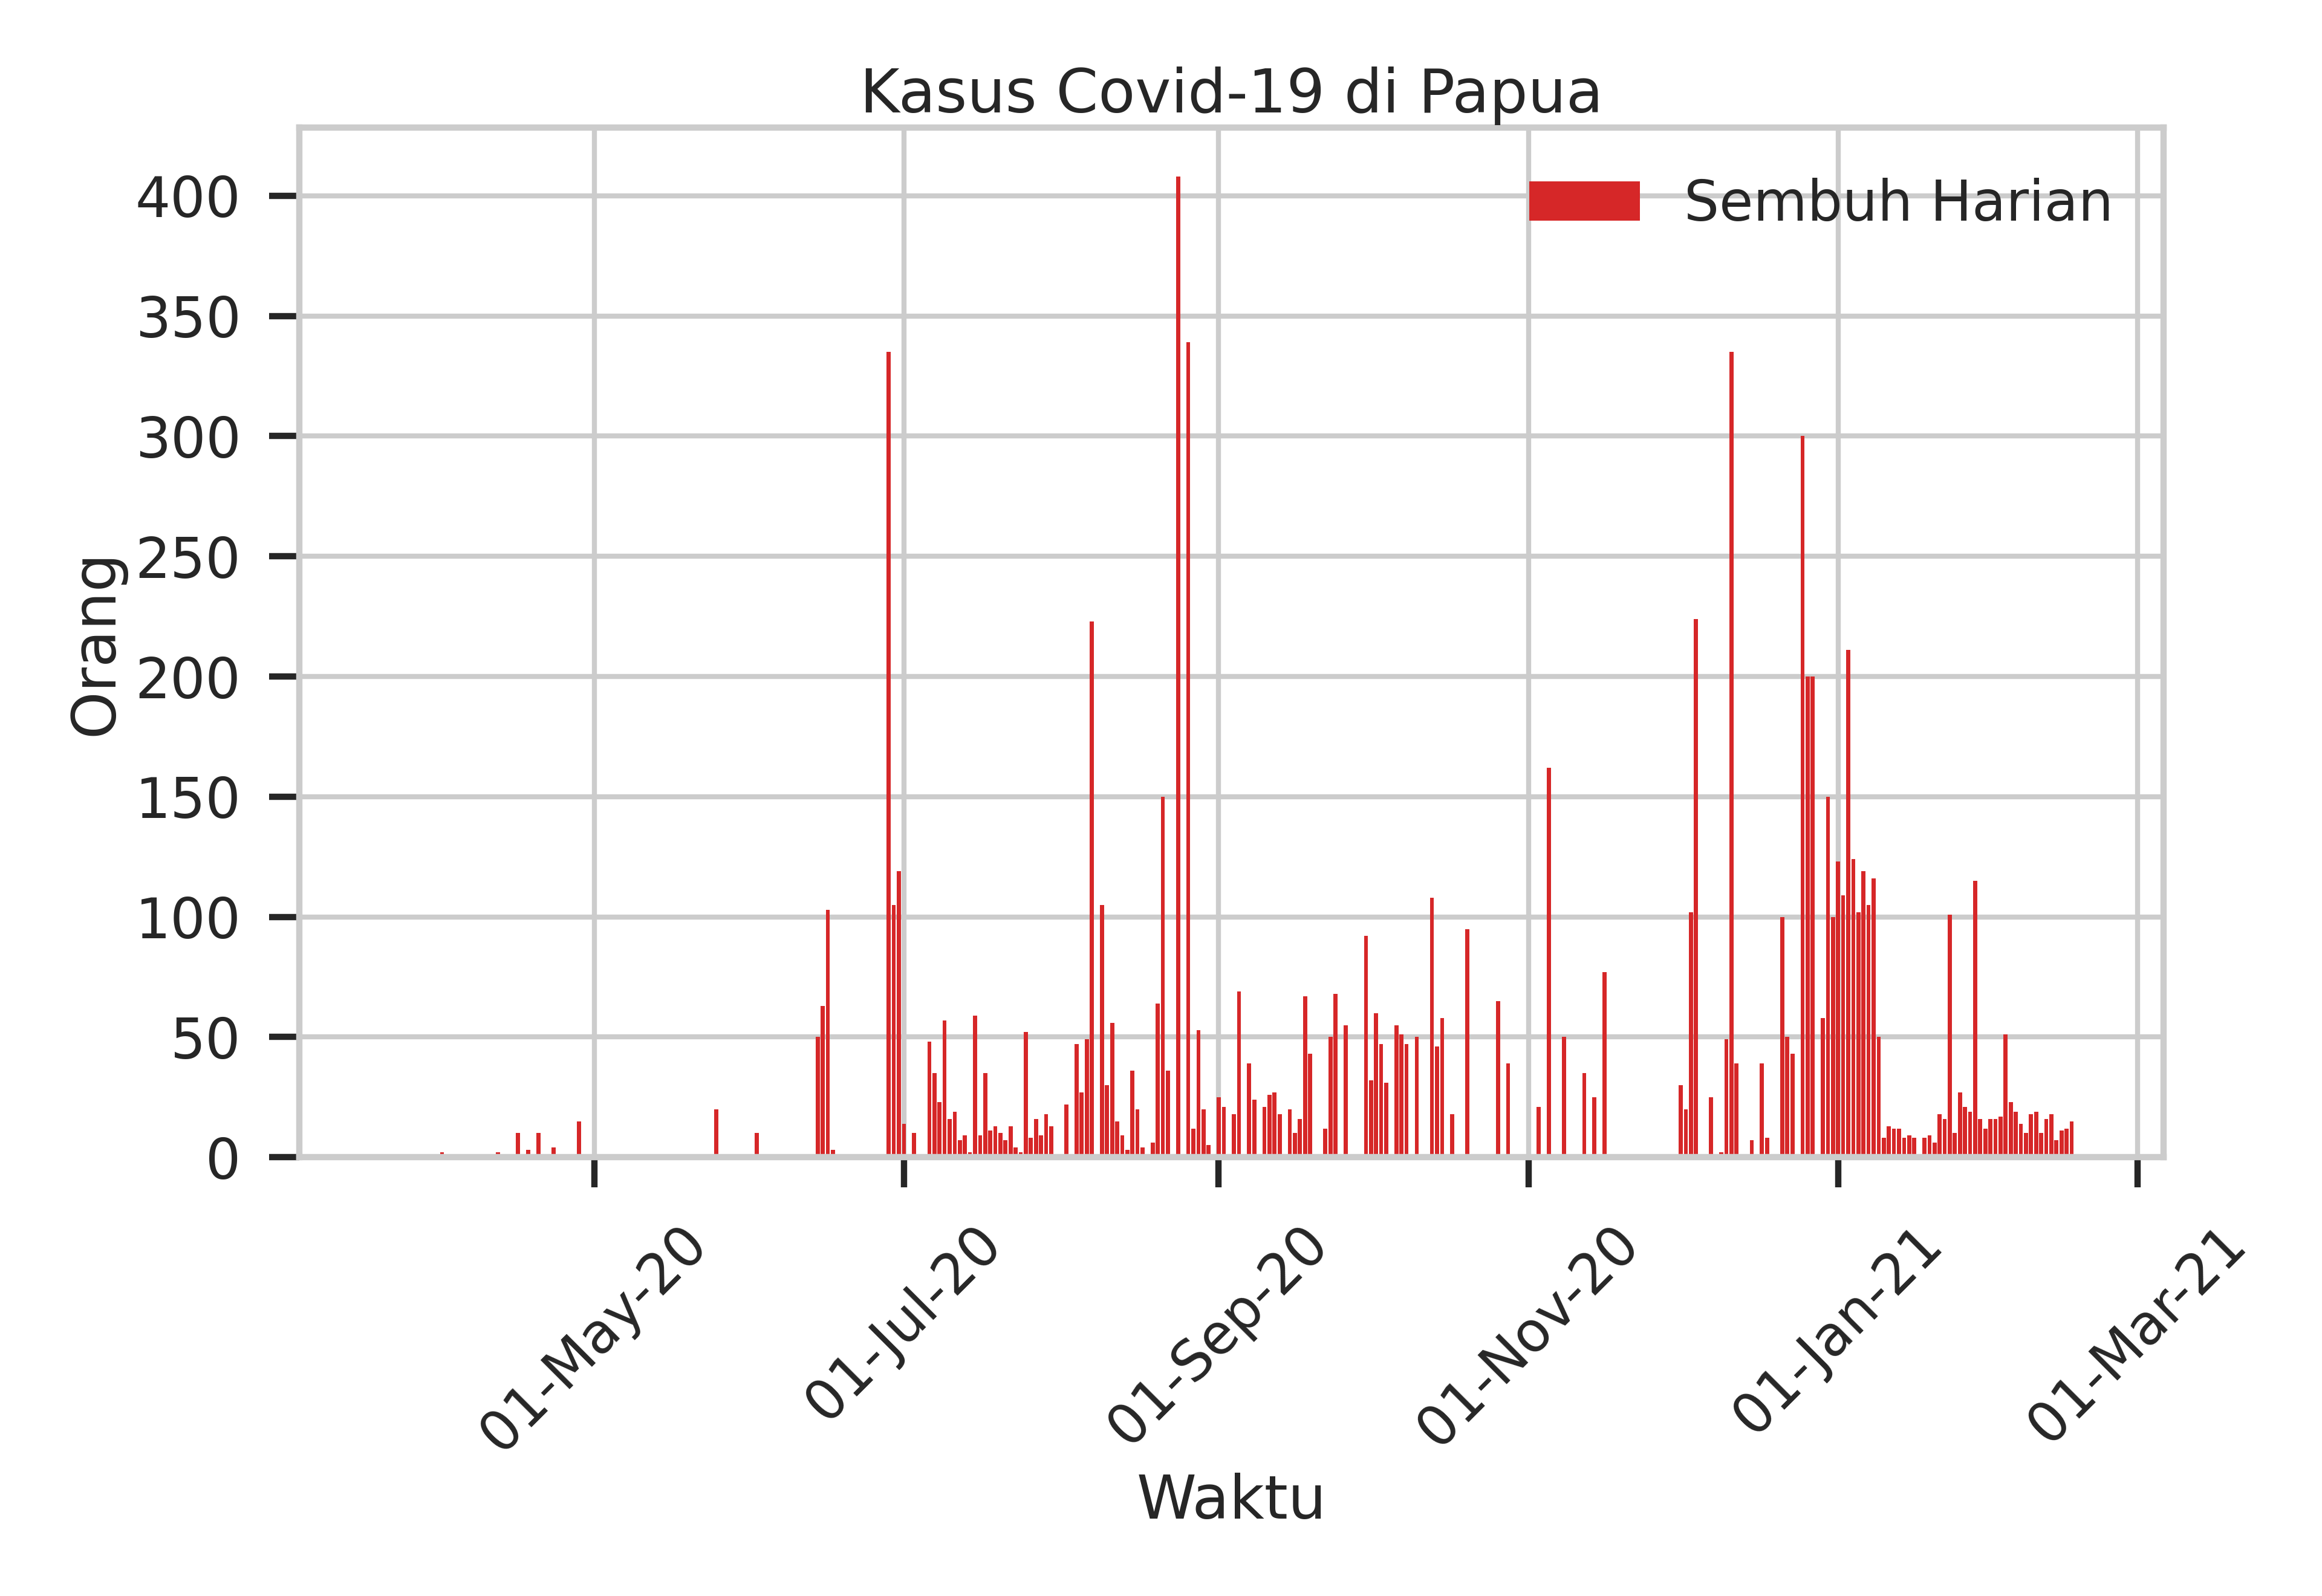 Kasus Covid-19 di Papua
Sembuh Harian
Orang
400
350
300
250
200
150
100
50
0
01-May-20
01-Jul-20
01-Sep-20
01-Nov-20
01-Jan-21
01-Mar-21
Waktu